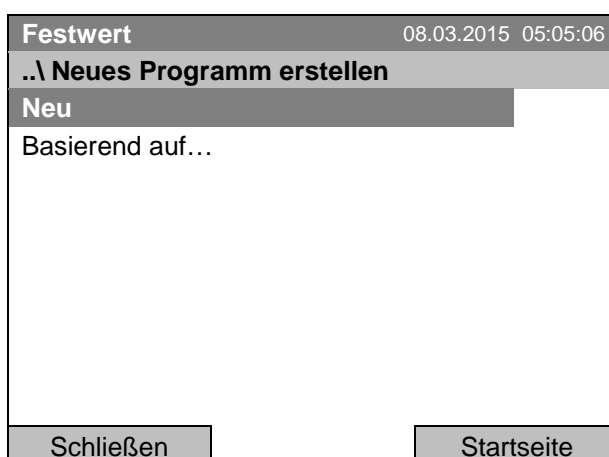 Festwert 08.03.2015 05:05:06
..\ Neues Programm erstellen
Neu
Basierend auf…
Schließen Startseite